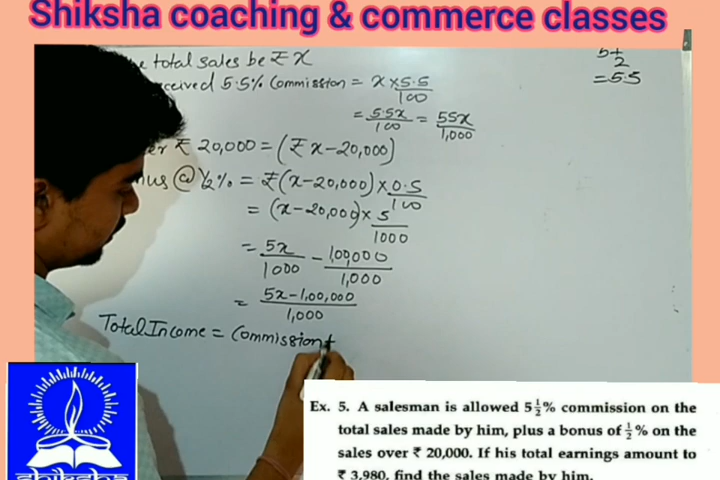 Shiksha coaching & commerce classes
total sales be ₹ x
5.5% Commission = x × 5.5/100
= 5.5x/100 = 55x/1,000
₹ 20,000 = (₹ x - 20,000)
@ ½% = ₹(x - 20,000) × 0.5/100
= (x - 20,000) × 5/1000
= 5x/1000 - 1,00,000/1,000
= 5x - 1,00,000/1,000
Total Income = Commission +
= 5.5
shiksha
Ex. 5. A salesman is allowed 5½% commission on the
total sales made by him, plus a bonus of ½% on the
sales over ₹ 20,000. If his total earnings amount to
₹ 3,980, find the sales made by him.